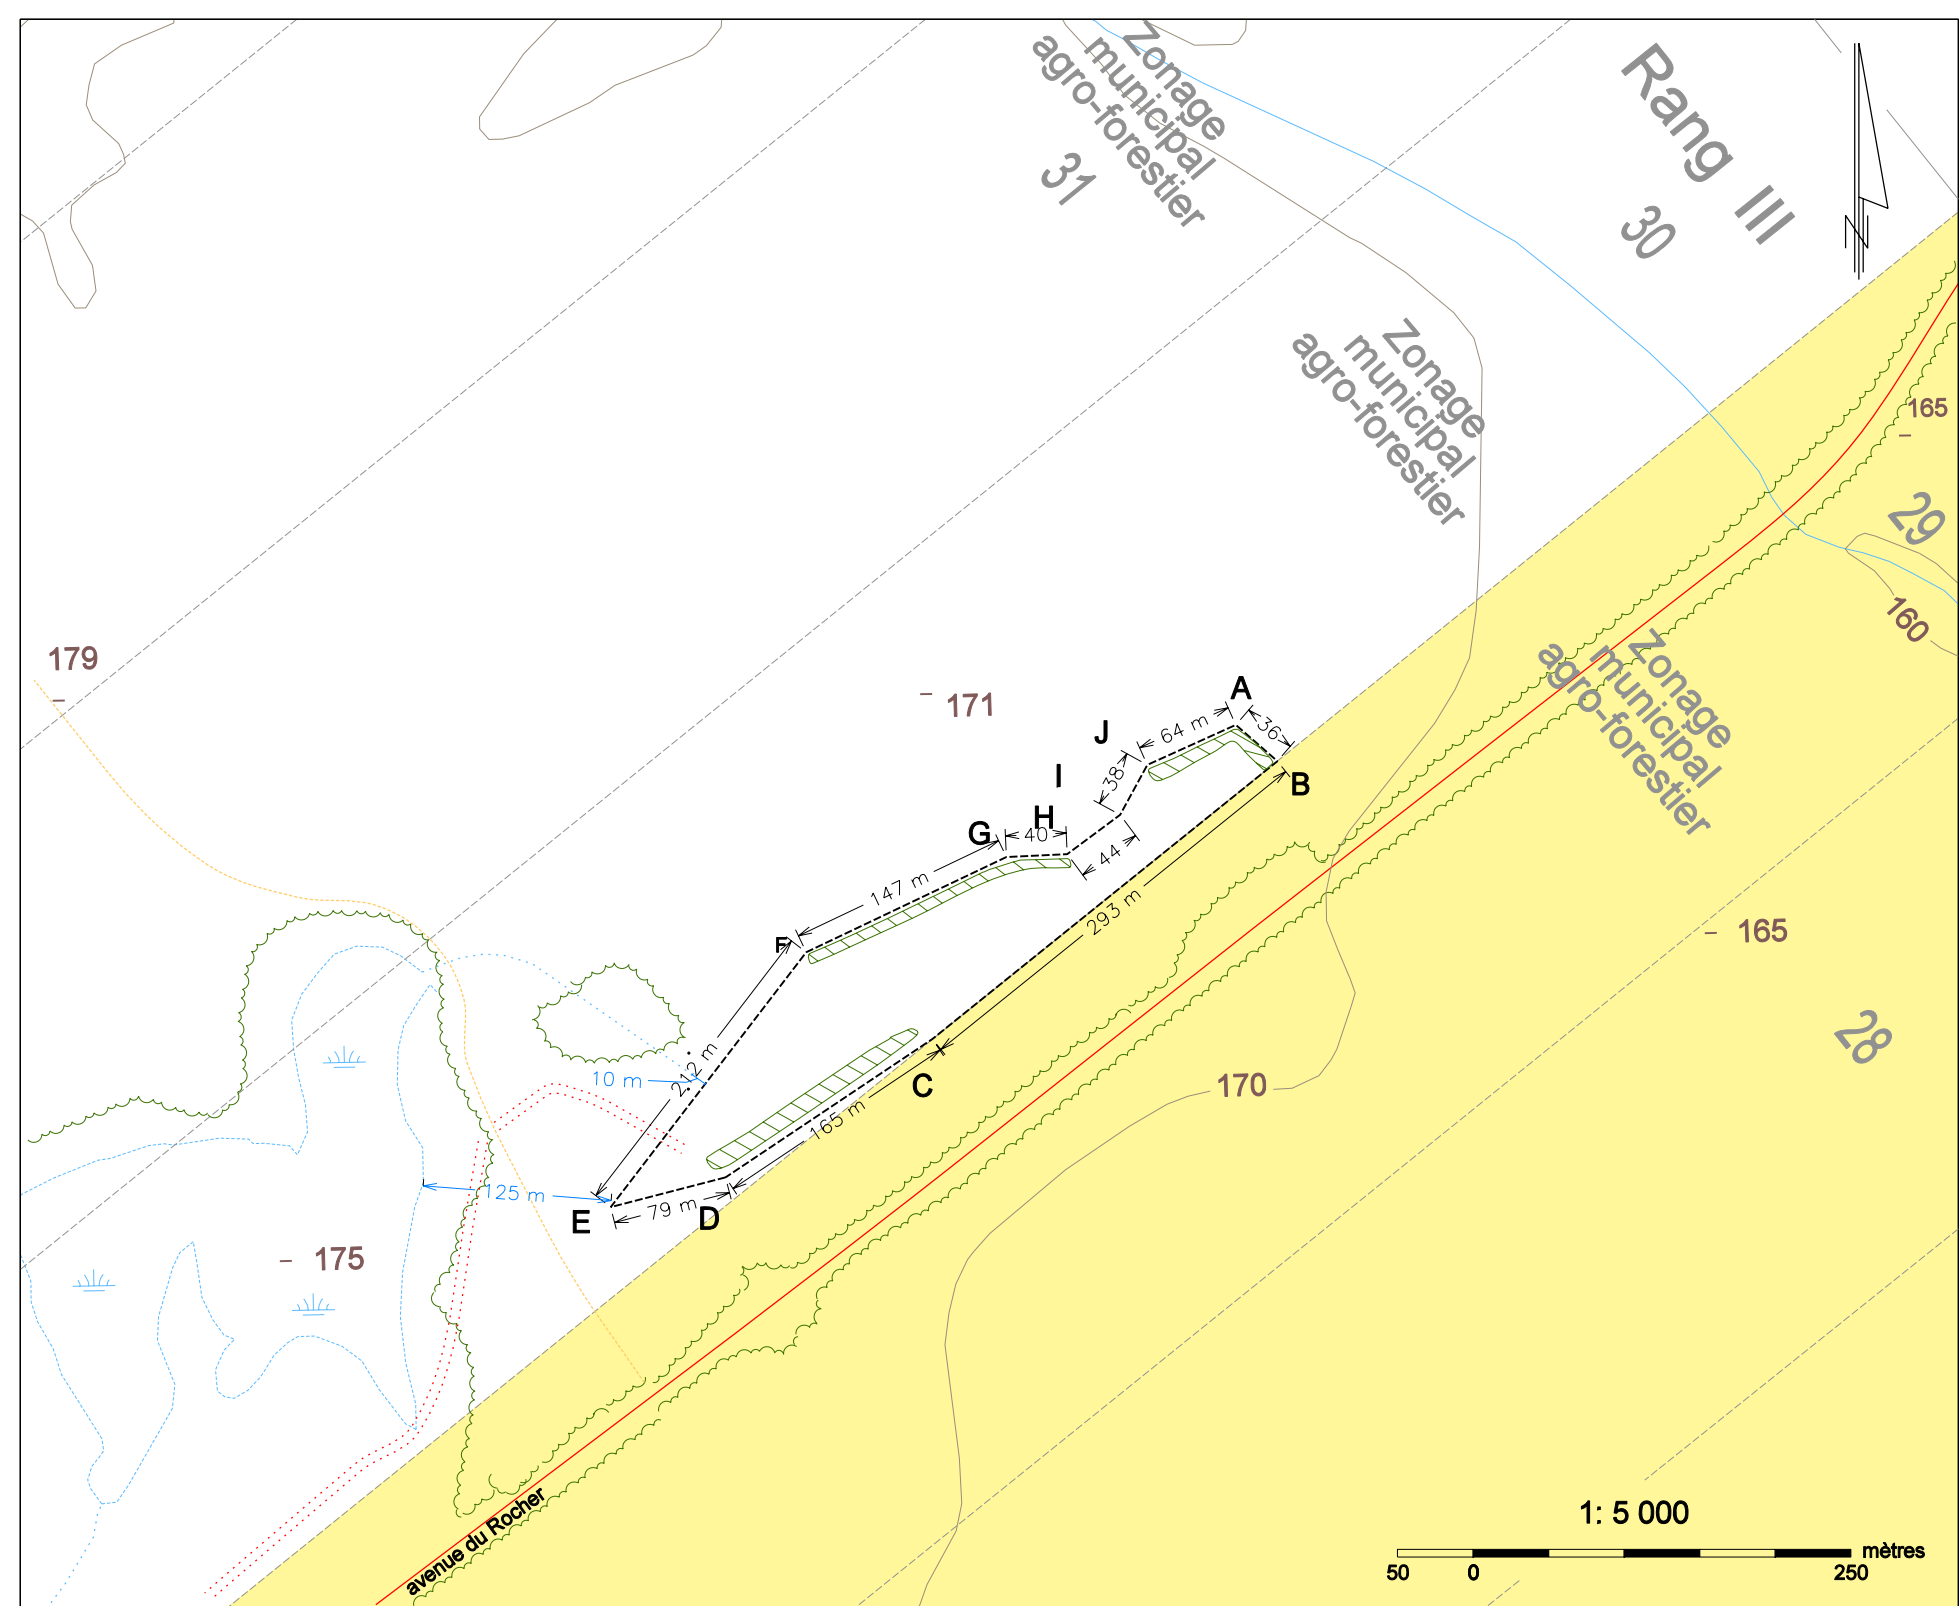 Zonage
municipal
agro-forestier
31
Rang III
30
Zonage
municipal
agro-forestier
165
29
160
Zonage
municipal
agro-forestier
179
171
A
36
64 m
J
38
B
I
H
G
40
44
147 m
293 m
F
165
28
212 m
10 m
C
170
165 m
125 m
E
79 m
D
175
avenue du Rocher
1: 5 000
mètres
50 0 250
N